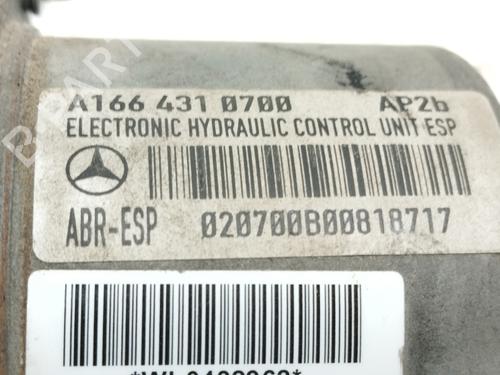 A166 431 0700 AP2b
ELECTRONIC HYDRAULIC CONTROL UNIT-ESP
ABR-ESP 020700B00818717